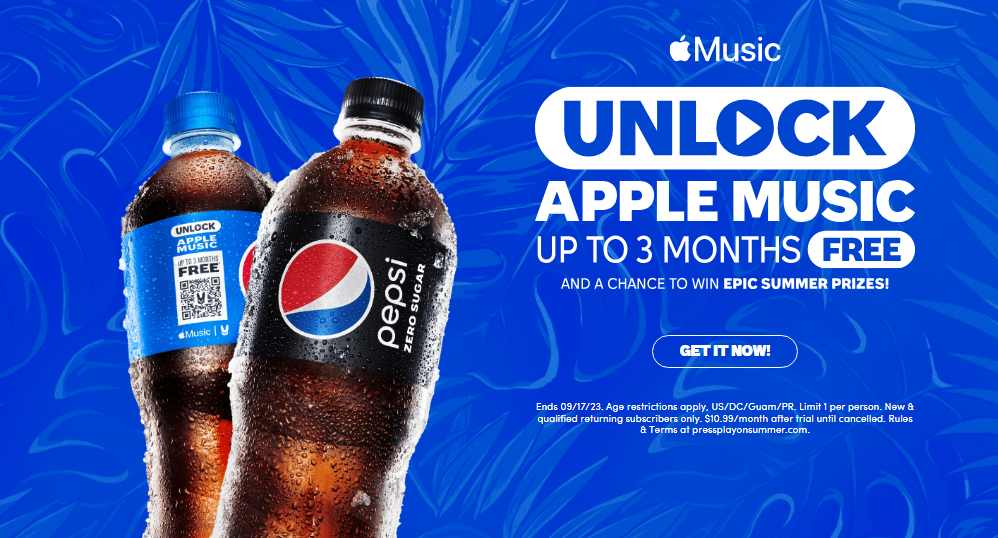 Music
UNLOCK
APPLE MUSIC
UP TO 3 MONTHS FREE
AND A CHANCE TO WIN EPIC SUMMER PRIZES!
GET IT NOW!
Ends 09/17/23. Age restrictions apply, US/DC/Guam/PR. Limit 1 per person. New &
qualified returning subscribers only. $10.99/month after trial until cancelled. Rules
& Terms at pressplayonsummer.com.
UNLOCK
APPLE
MUSIC
UP TO 3 MONTHS
FREE
Music
pepsi
ZERO SUGAR